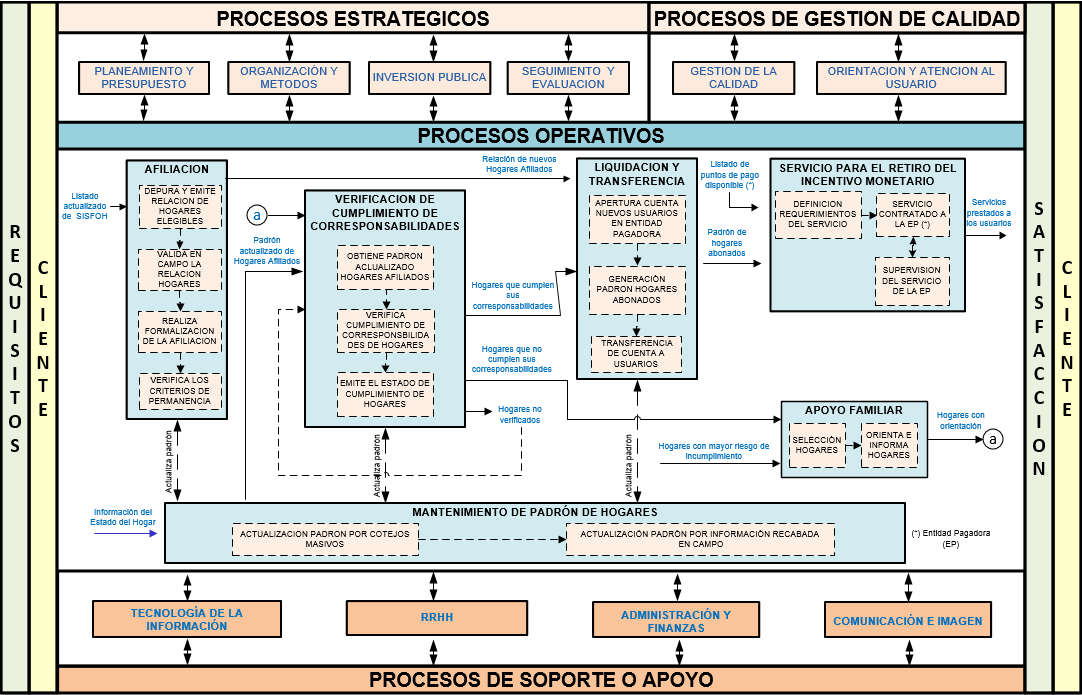 PROCESOS ESTRATEGICOS
PROCESOS DE GESTION DE CALIDAD
PLANEAMIENTO Y
PRESUPUESTO
ORGANIZACIÓN Y
METODOS
INVERSION PUBLICA
SEGUIMIENTO Y
EVALUACION
GESTION DE LA
CALIDAD
ORIENTACION Y ATENCION AL
USUARIO
PROCESOS OPERATIVOS
REQUISITOS
CLIENTE
Listado
actualizado
de SISFOH
AFILIACION
DEPURA Y EMITE
RELACION DE
HOGARES
ELEGIBLES
VALIDA EN
CAMPO LA
RELACION
HOGARES
REALIZA
FORMALIZACION
DE LA AFILIACION
VERIFICA LOS
CRITERIOS DE
PERMANENCIA
Relación de nuevos
Hogares Afiliados
a
Padrón
actualizado de
Hogares Afiliados
VERIFICACION DE
CUMPLIMIENTO DE
CORRESPONSABILIDADES
OBTIENE PADRON
ACTUALIZADO
HOGARES AFILIADOS
VERIFICA
CUMPLIMIENTO DE
CORRESPONSBILIDA
DES DE HOGARES
EMITE EL ESTADO DE
CUMPLIMIENTO DE
HOGARES
Hogares que cumplen
sus
corresponsabilidades
Hogares que no
cumplen sus
corresponsabilidades
Hogares no
verificados
LIQUIDACION Y
TRANSFERENCIA
APERTURA CUENTA
NUEVOS USUARIOS
EN ENTIDAD
PAGADORA
GENERACIÓN
PADRON HOGARES
ABONADOS
TRANSFERENCIA
DE CUENTA A
USUARIOS
Listado de
puntos de pago
disponible (*)
Padrón de
hogares
abonados
SERVICIO PARA EL RETIRO DEL
INCENTIVO MONETARIO
DEFINICION
REQUERIMIENTOS
DEL SERVICIO
SERVICIO
CONTRATADO A
LA EP (*)
SUPERVISION
DEL SERVICIO
DE LA EP
Servicios
prestados a
los usuarios
APOYO FAMILIAR
SELECCIÓN
HOGARES
ORIENTA E
INFORMA
HOGARES
Hogares con mayor riesgo de
incumplimiento
Hogares con
orientación
a
Actualiza padrón
Actualiza padrón
Actualiza padrón
Información del
Estado del Hogar
MANTENIMIENTO DE PADRÓN DE HOGARES
ACTUALIZACION PADRON POR COTEJOS
MASIVOS
ACTUALIZACIÓN PADRÓN POR INFORMACIÓN RECABADA
EN CAMPO
(*) Entidad Pagadora
(EP)
SATISFACCION
CLIENTE
TECNOLOGÍA DE LA
INFORMACIÓN
RRHH
ADMINISTRACIÓN Y
FINANZAS
COMUNICACIÓN E IMAGEN
PROCESOS DE SOPORTE O APOYO